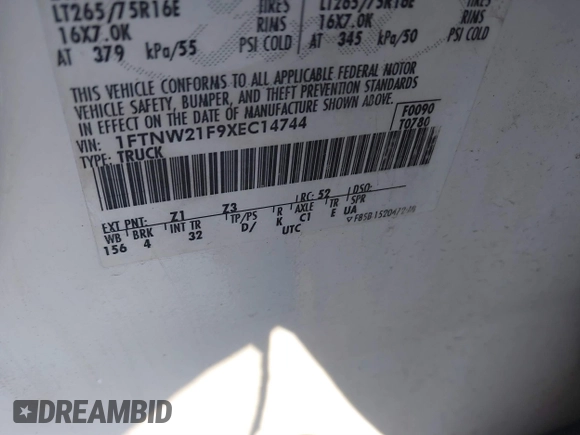 LT265/75R16E TIRES LT265/75R16E TIRES
16X7.0K RIMS 16X7.0K RIMS
AT 379 kPa/55 PSI COLD AT 345 kPa/50 PSI COLD
THIS VEHICLE CONFORMS TO ALL APPLICABLE FEDERAL MOTOR
VEHICLE SAFETY, BUMPER, AND THEFT PREVENTION STANDARDS
IN EFFECT ON THE DATE OF MANUFACTURE SHOWN ABOVE.
VIN: 1FTNW21F9XEC14744 F0090
TYPE: TRUCK T0780
EXT PNT: Z1 Z3 RC: 52 DSO:
WB BRK INT TR TP/PS R AXLE TR SPR
156 4 32 D/ K C1 E UA
UTC
DREAMBID